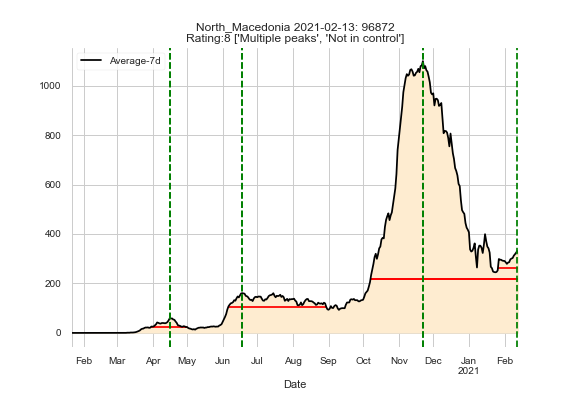 North_Macedonia 2021-02-13: 96872
Rating:8 ['Multiple peaks', 'Not in control']
Average-7d
1000
800
600
400
200
0
Feb Mar Apr May Jun Jul Aug Sep Oct Nov Dec Jan Feb
2021
Date